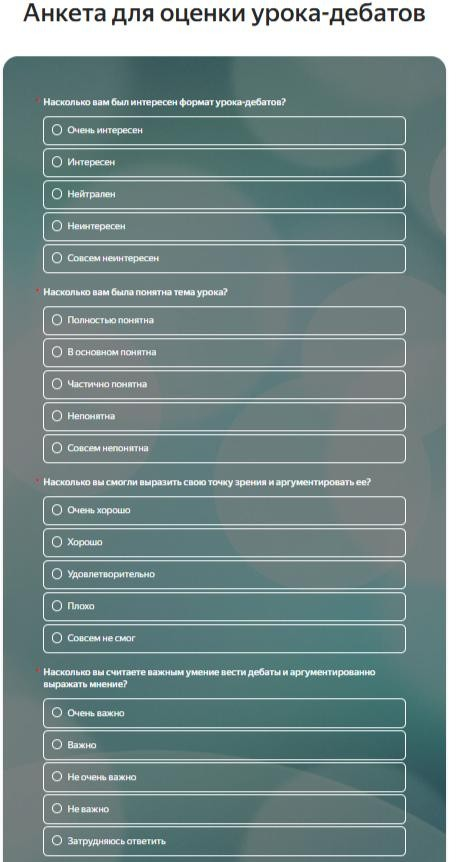 Анкета для оценки урока-дебатов
* Насколько вам был интересен формат урока-дебатов?
Очень интересен
Интересен
Нейтрален
Неинтересен
Совсем неинтересен
* Насколько вам была понятна тема урока?
Полностью понятна
В основном понятна
Частично понятна
Непонятна
Совсем непонятна
* Насколько вы смогли выразить свою точку зрения и аргументировать ее?
Очень хорошо
Хорошо
Удовлетворительно
Плохо
Совсем не смог
* Насколько вы считаете важным умение вести дебаты и аргументированно
выражать мнение?
Очень важно
Важно
Не очень важно
Не важно
Затрудняюсь ответить